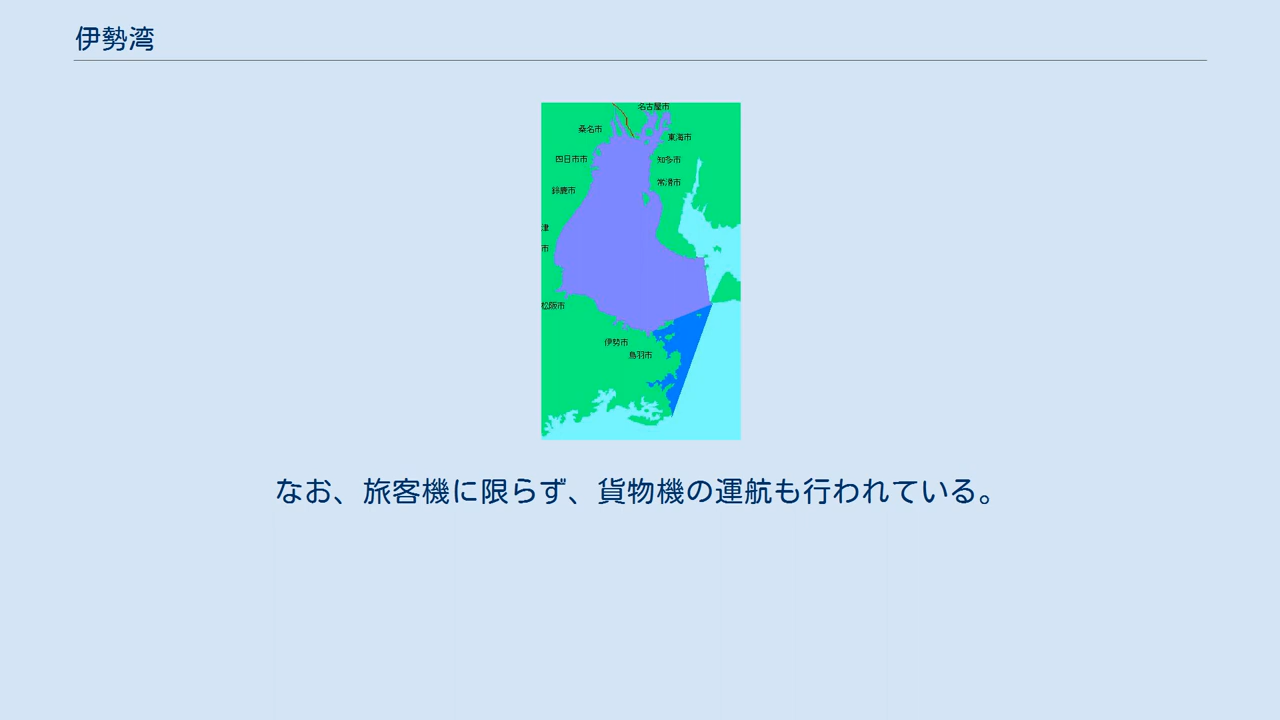 伊勢湾
名古屋市
桑名市
東海市
四日市市
知多市
常滑市
鈴鹿市
津
市
松阪市
伊勢市
鳥羽市
なお、旅客機に限らず、貨物機の運航も行われている。